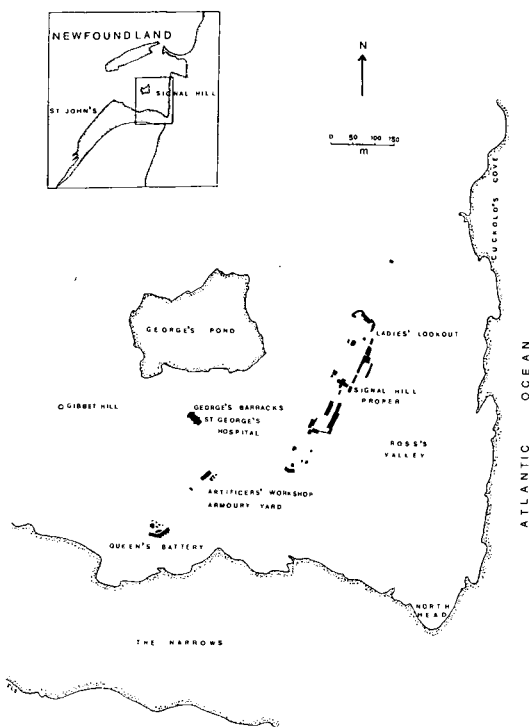 NEWFOUNDLAND
SIGNAL HILL
ST JOHN'S
N
0 50 100 150
m
CUCKOLD'S COVE
GEORGE'S POND
LADIES' LOOKOUT
SIGNAL HILL
PROPER
GIBBET HILL
GEORGE'S BARRACKS
ST GEORGE'S
HOSPITAL
ROSS'S
VALLEY
ATLANTIC OCEAN
ARTIFICERS' WORKSHOP
ARMOURY YARD
QUEEN'S BATTERY
NORTH
HEAD
THE NARROWS